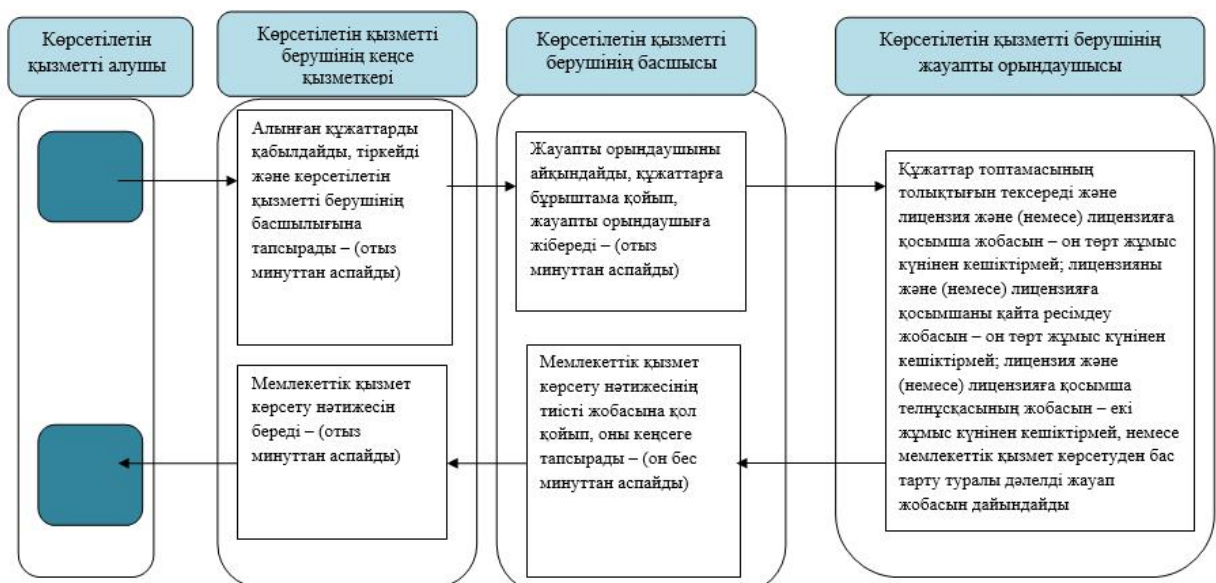 Көрсетілетін
қызметті алушы
Көрсетілетін қызметті
берушінің кеңсе
қызметкері
Көрсетілетін қызметті
берушінің басшысы
Көрсетілетін қызметті берушінің
жауапты орындаушысы
Алынған құжаттарды
қабылдайды, тіркейді
және көрсетілетін
қызметті берушінің
басшылығына
тапсырады – (отыз
минуттан аспайды)
Жауапты орындаушыны
айқындайды, құжаттарға
бұрыштама қойып,
жауапты орындаушыға
жібереді – (отыз
минуттан аспайды)
Құжаттар топтамасының
толықтығын тексереді және
лицензия және (немесе) лицензияға
қосымша жобасын – он төрт жұмыс
күнінен кешіктірмей; лицензияны
және (немесе) лицензияға
қосымшаны қайта ресімдеу
жобасын – он төрт жұмыс күнінен
кешіктірмей; лицензия және
(немесе) лицензияға қосымша
телнұсқасының жобасын – екі
жұмыс күнінен кешіктірмей, немесе
мемлекеттік қызмет көрсетуден бас
тарту туралы дәлелді жауап
жобасын дайындайды
Мемлекеттік қызмет
көрсету нәтижесінің
тиісті жобасына қол
қойып, оны кеңсеге
тапсырады – (он бес
минуттан аспайды)
Мемлекеттік қызмет
көрсету нәтижесін
береді – (отыз
минуттан аспайды)